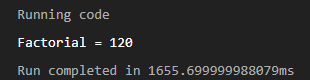 Running code
Factorial = 120
Run completed in 1655.699999988079ms